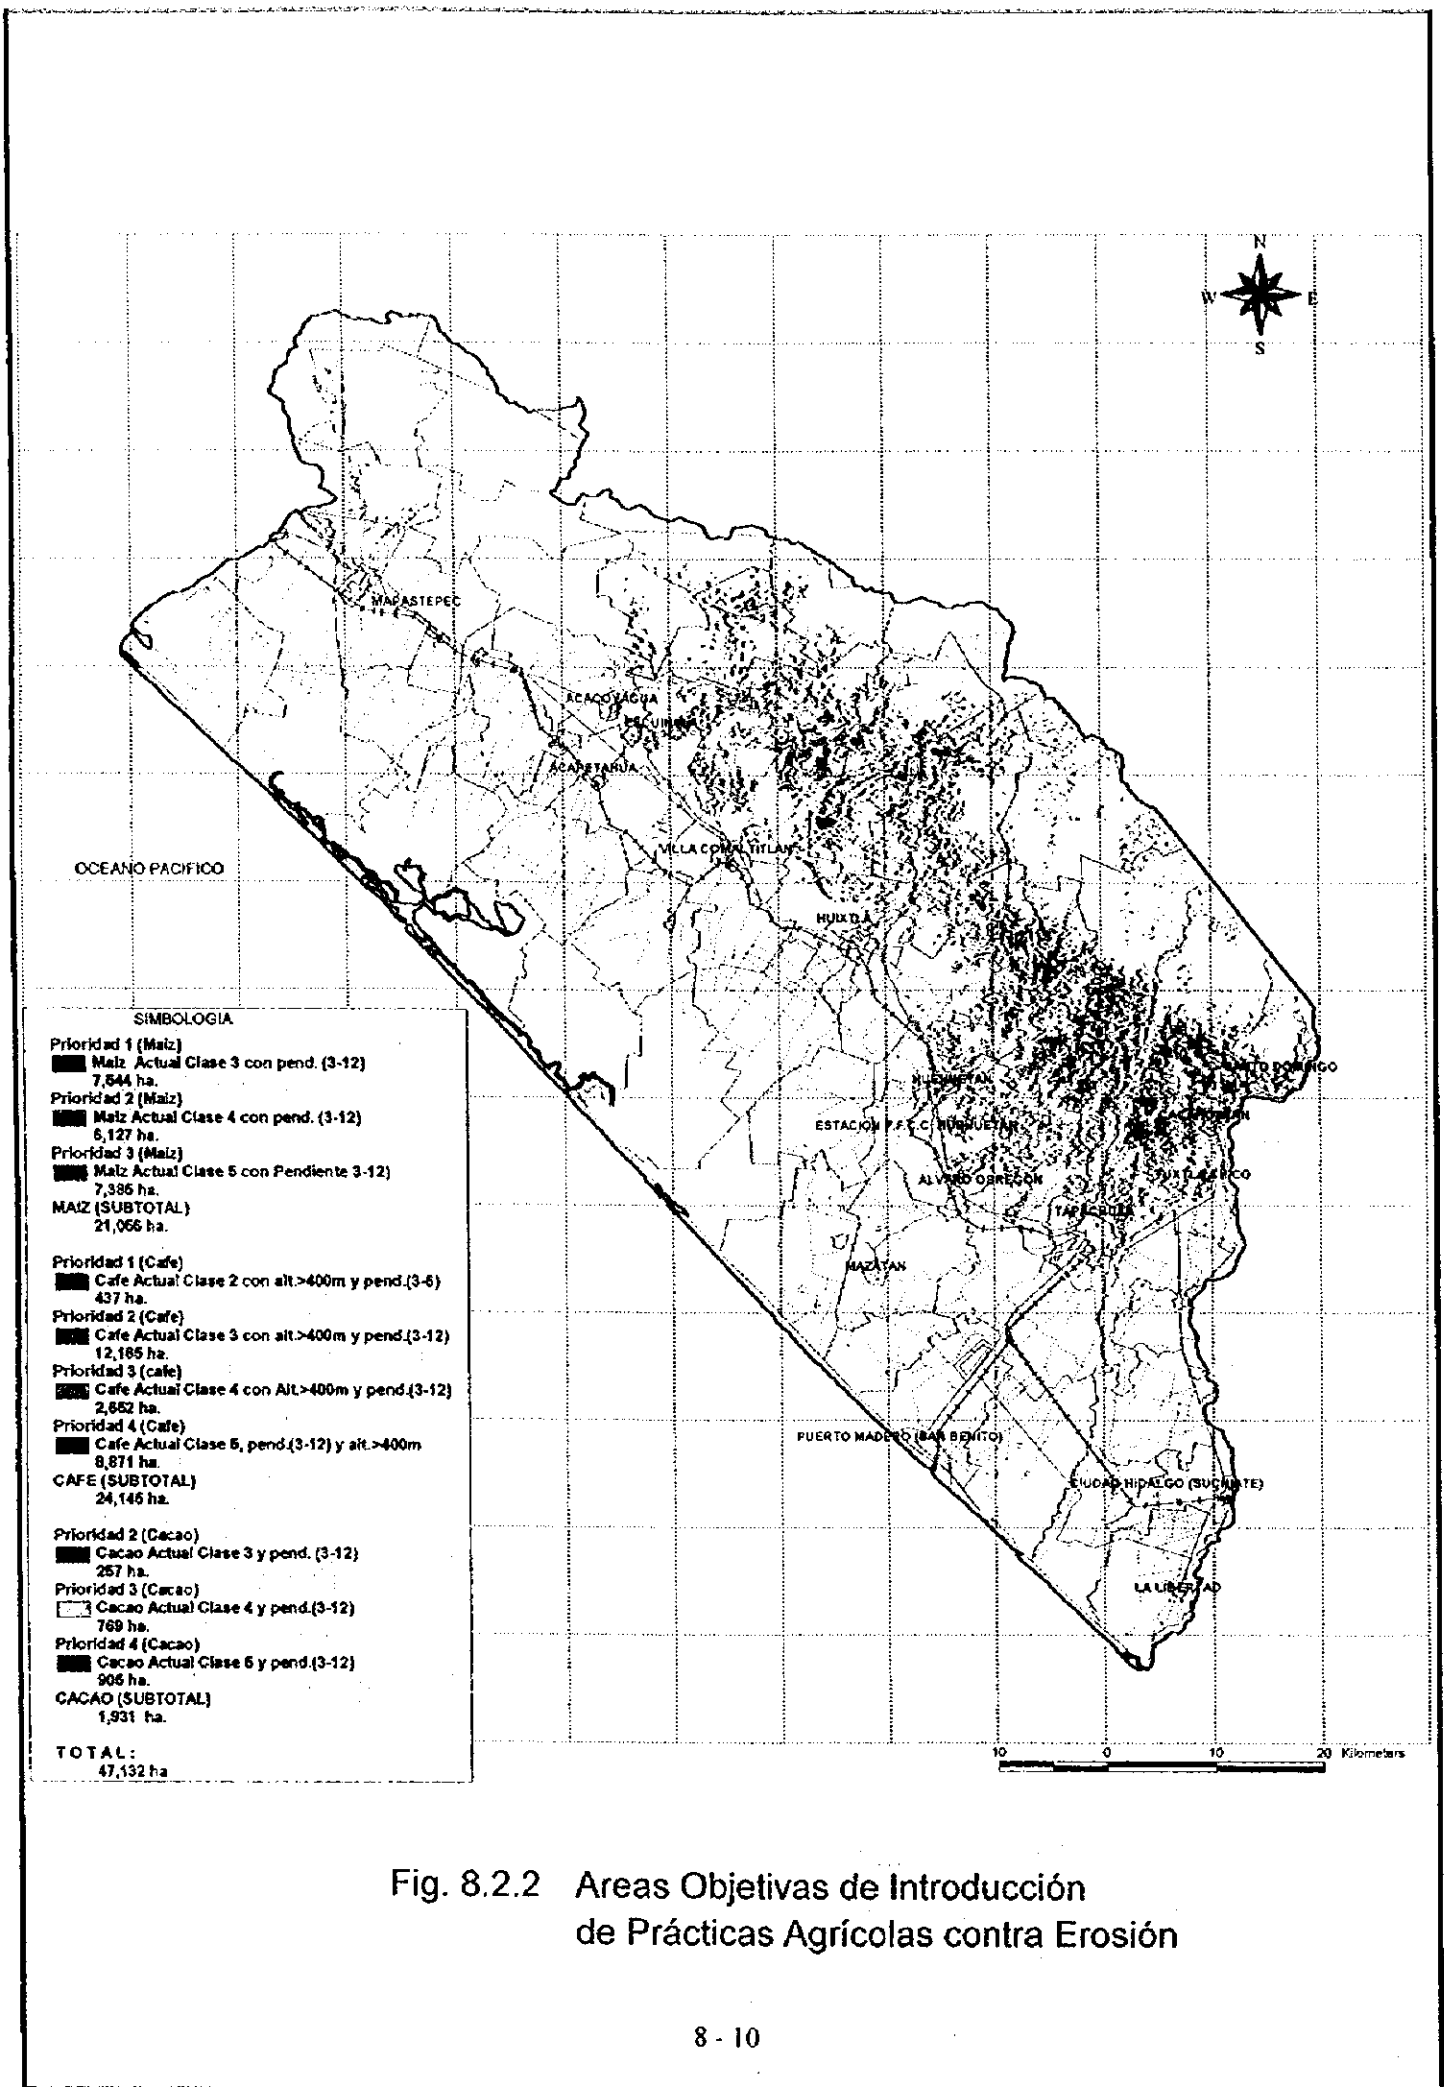 N
W E
S
MAPASTEPEC
ACACOYAGUA
ACAPETAHUA
VILLA COMALTITLAN
OCEANO PACIFICO
HUIXTLA
SIMBOLOGIA
Prioridad 1 (Maiz)
Maiz Actual Clase 3 con pend. (3-12)
7,544 ha.
Prioridad 2 (Maiz)
Maiz Actual Clase 4 con pend. (3-12)
6,127 ha.
Prioridad 3 (Maiz)
Maiz Actual Clase 5 con Pendiente 3-12)
7,385 ha.
MAIZ (SUBTOTAL)
21,056 ha.
Prioridad 1 (Cafe)
Cafe Actual Clase 2 con alt.>400m y pend.(3-6)
437 ha.
Prioridad 2 (Cafe)
Cafe Actual Clase 3 con alt.>400m y pend.(3-12)
12,185 ha.
Prioridad 3 (cafe)
Cafe Actual Clase 4 con Alt.>400m y pend.(3-12)
2,652 ha.
Prioridad 4 (Cafe)
Cafe Actual Clase 5, pend.(3-12) y alt.>400m
8,871 ha.
CAFE (SUBTOTAL)
24,145 ha.
Prioridad 2 (Cacao)
Cacao Actual Clase 3 y pend. (3-12)
257 ha.
Prioridad 3 (Cacao)
Cacao Actual Clase 4 y pend.(3-12)
769 ha.
Prioridad 4 (Cacao)
Cacao Actual Clase 5 y pend.(3-12)
905 ha.
CACAO (SUBTOTAL)
1,931 ha.
TOTAL:
47,132 ha
HUEHUETAN
ESTACION F.F.C.C. HUEHUETAN
ALVARO OBREGON
TAPACHULA
MAZATAN
PUERTO MADERO (SAN BENITO)
CIUDAD HIDALGO (SUCHIATE)
LA LIBERTAD
10 0 10 20 Kilometers
Fig. 8.2.2 Areas Objetivas de Introducción
de Prácticas Agrícolas contra Erosión
8 - 10